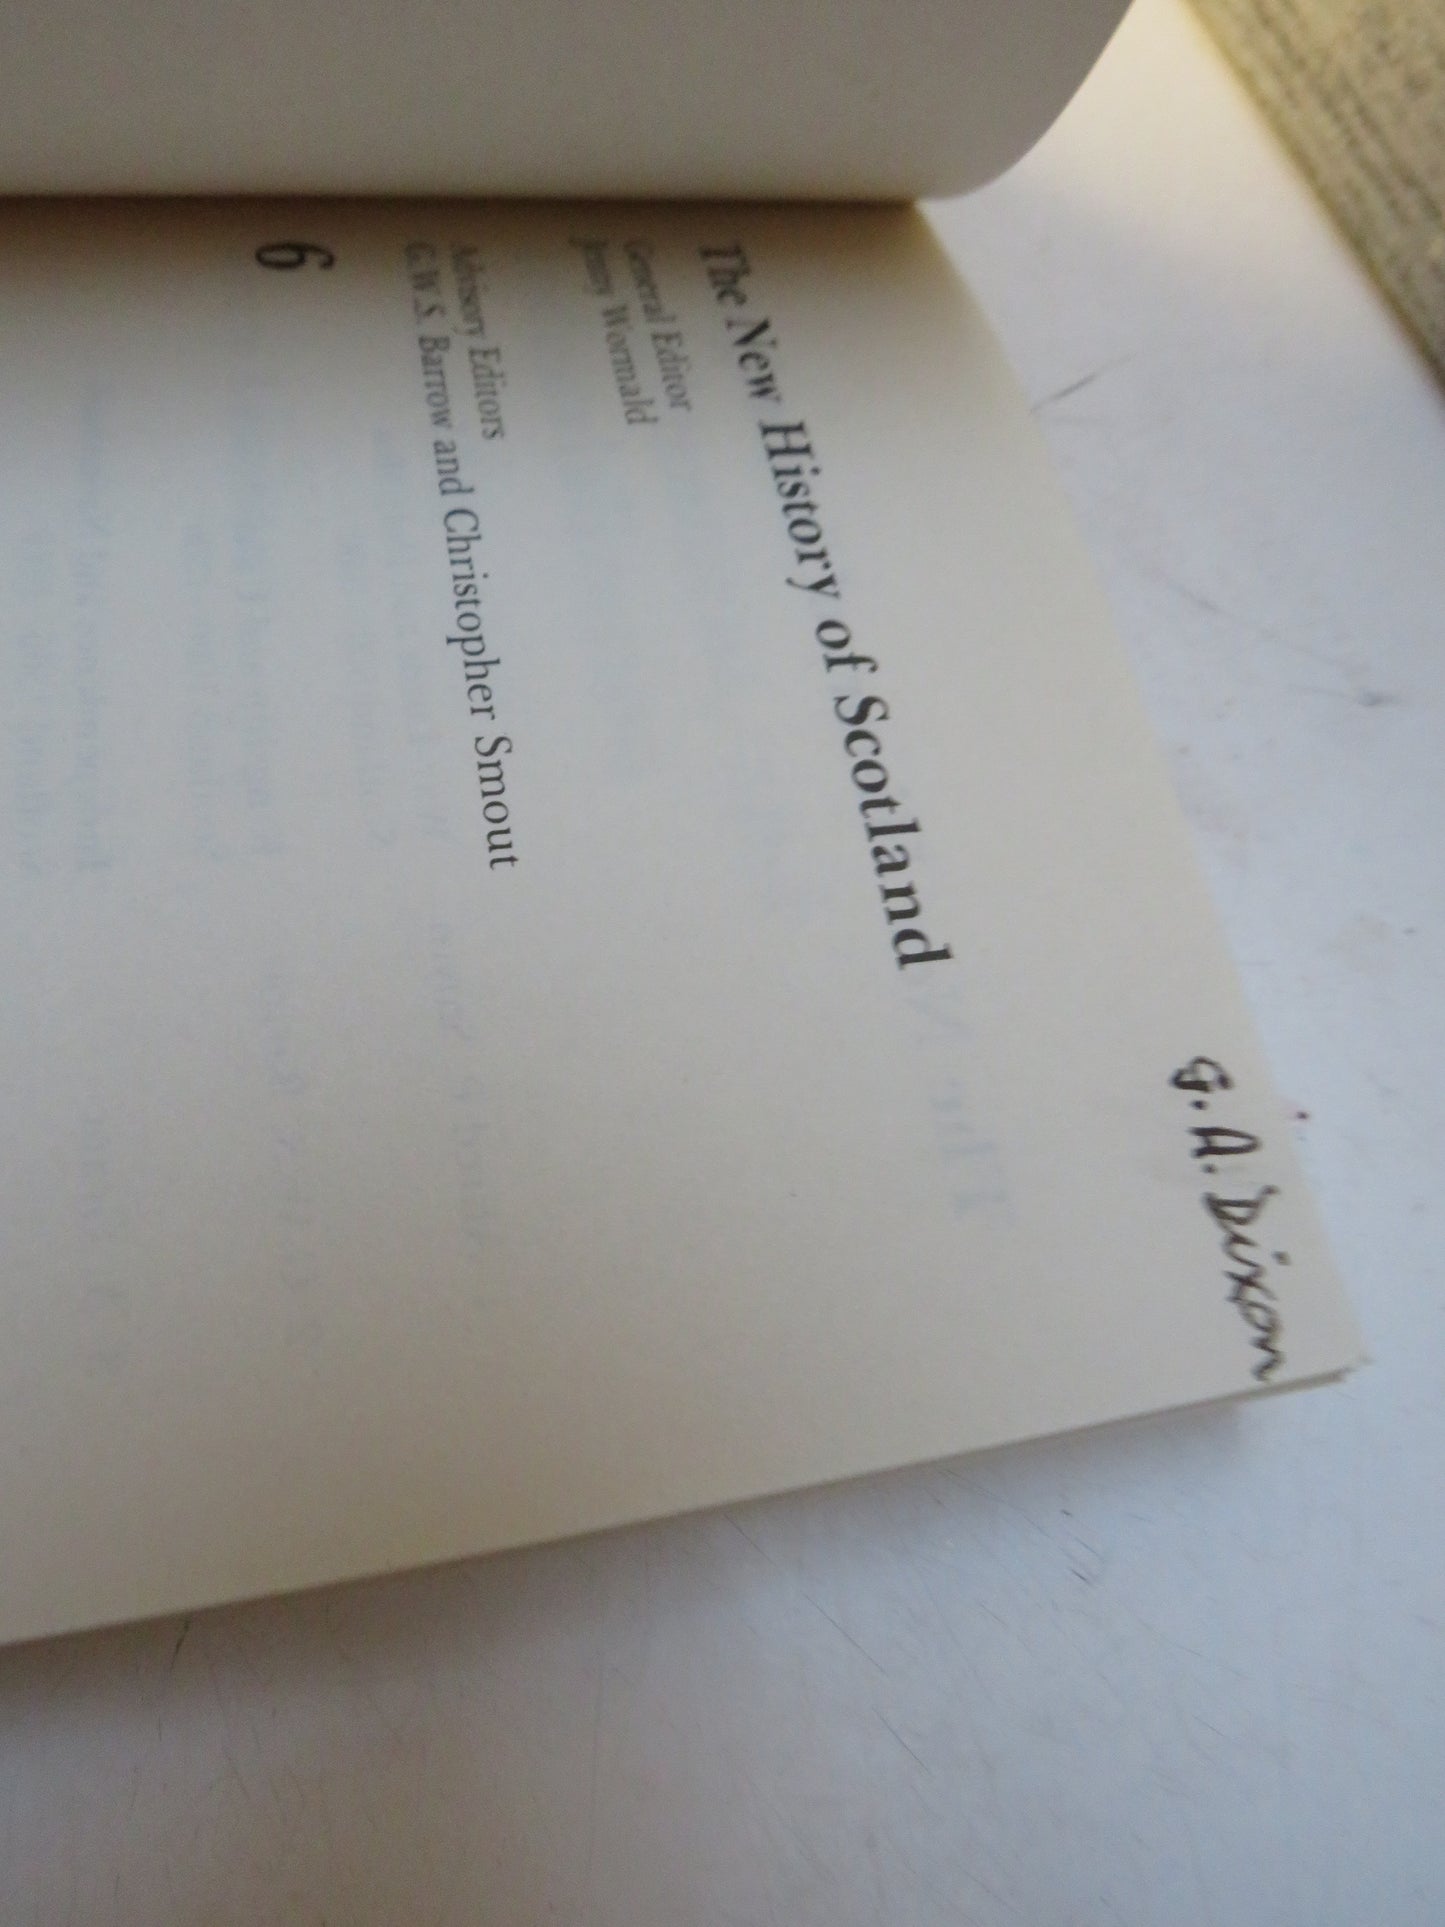 G. A. Dixon
The New History of Scotland
General Editor
Jenny Wormald
Advisory Editors
G.W.S. Barrow and Christopher Smout
6